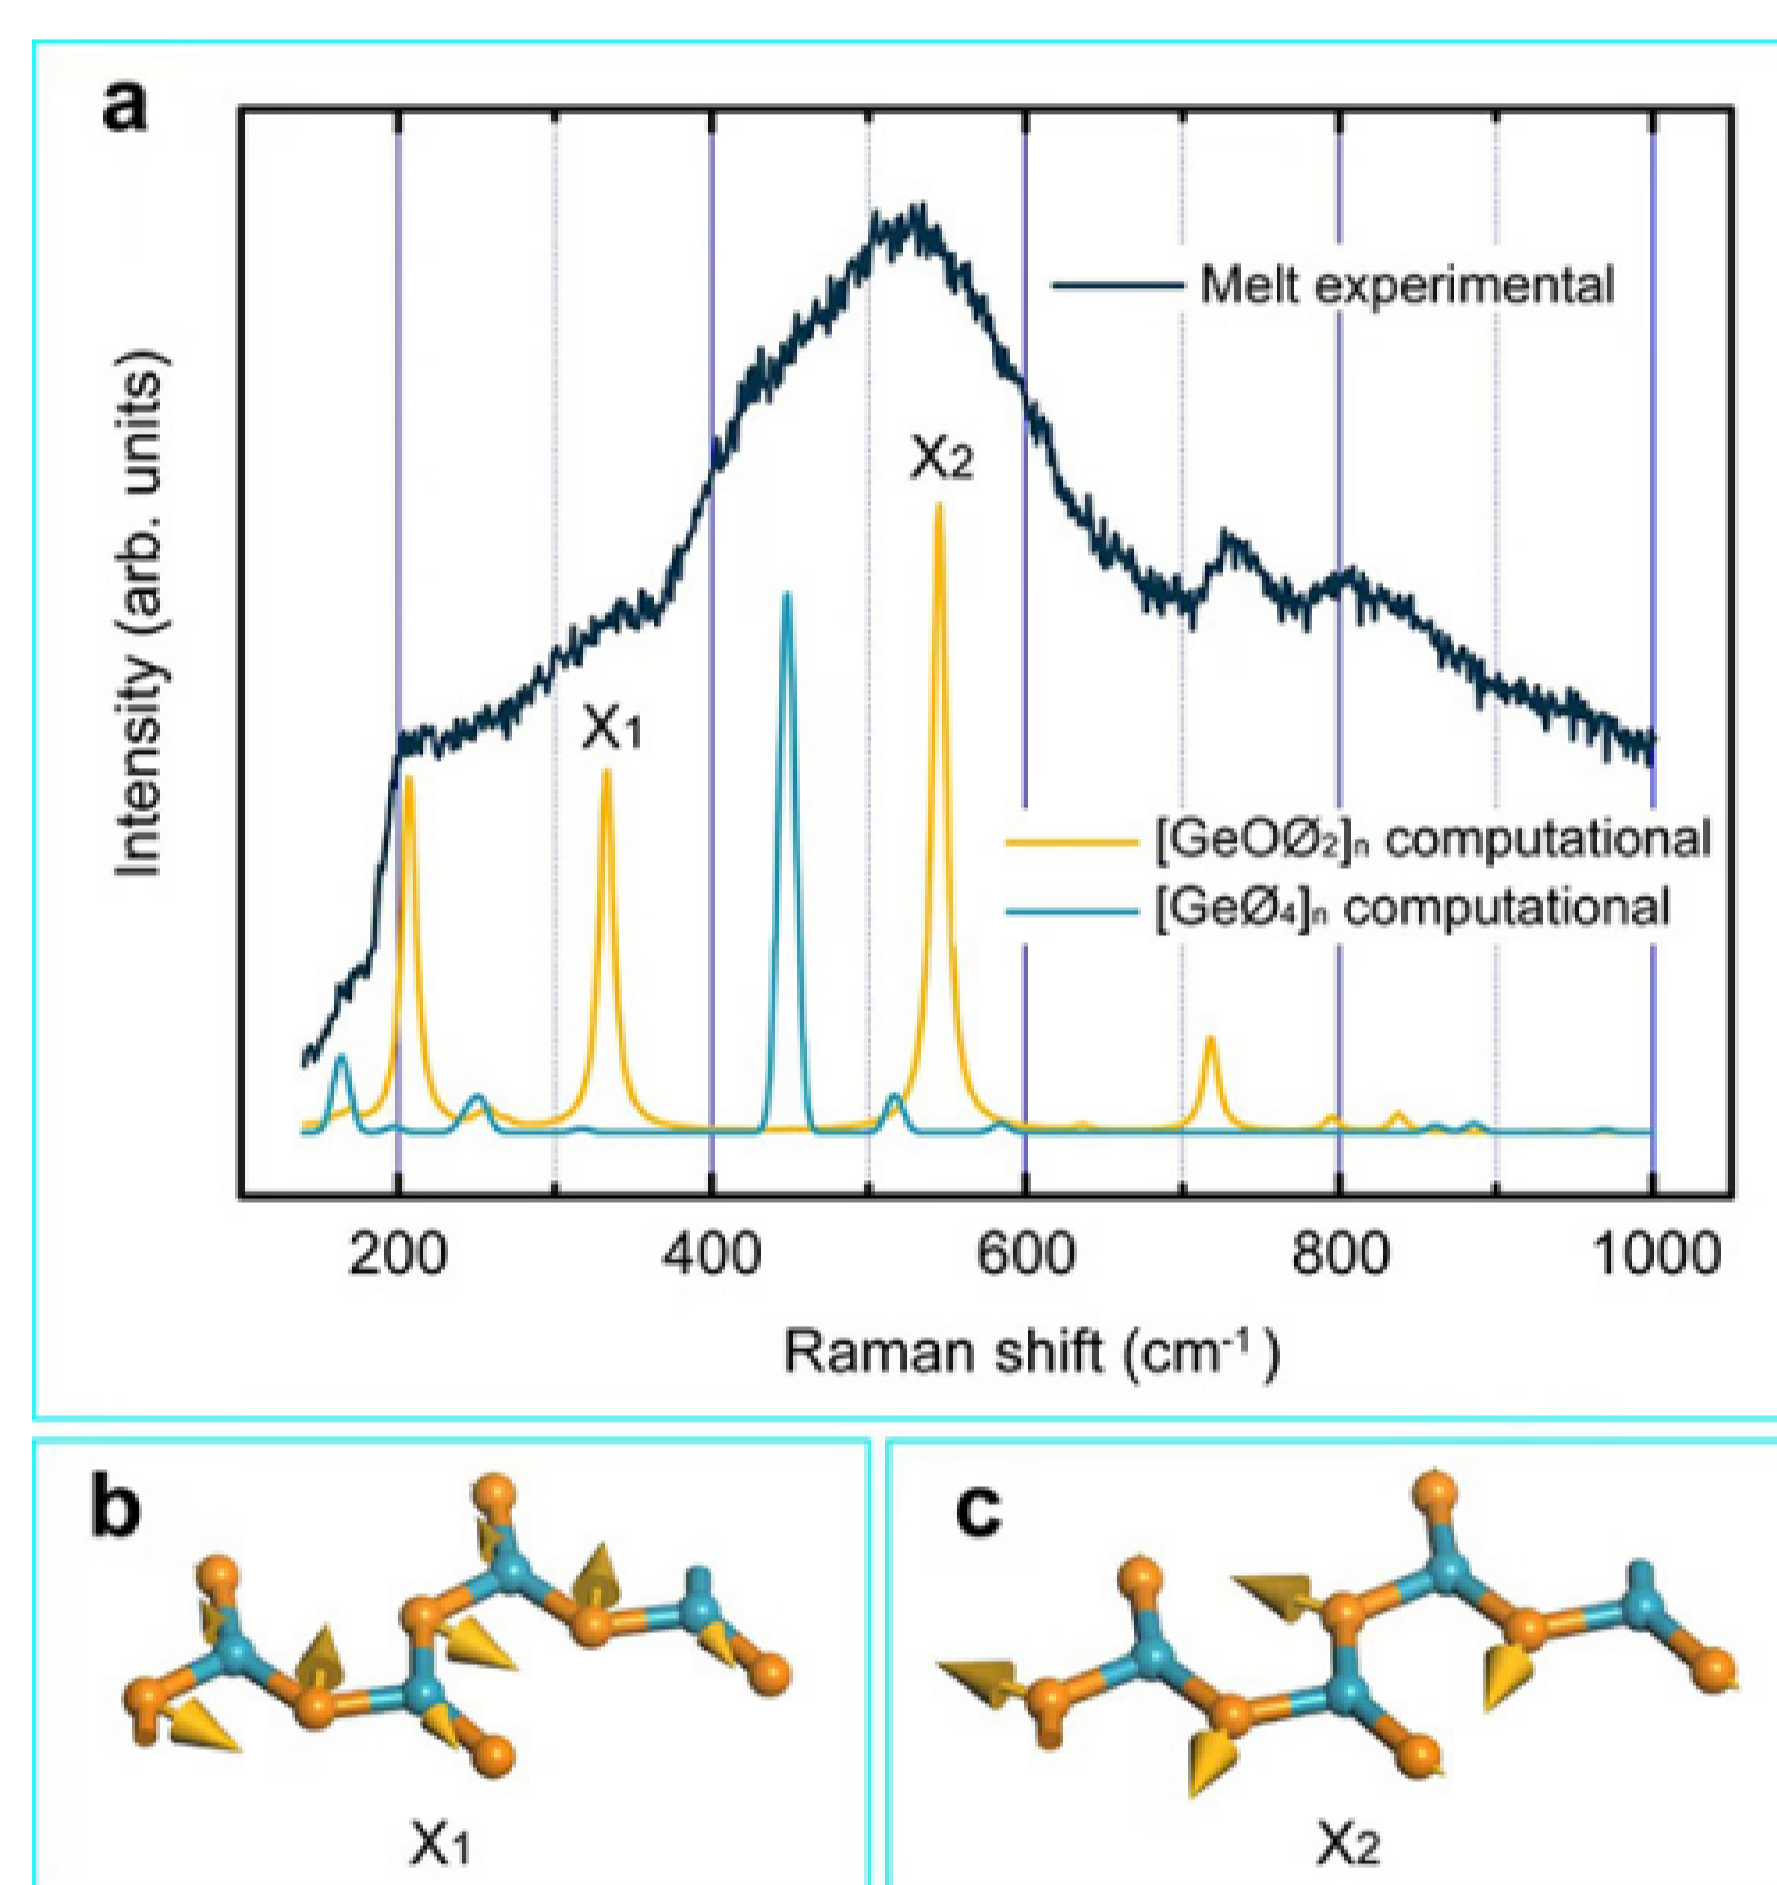 a
Intensity (arb. units)
Melt experimental
X₂
X₁
[GeOØ₂]ₙ computational
[GeØ₄]ₙ computational
200 400 600 800 1000
Raman shift (cm⁻¹)
b
X₁
c
X₂